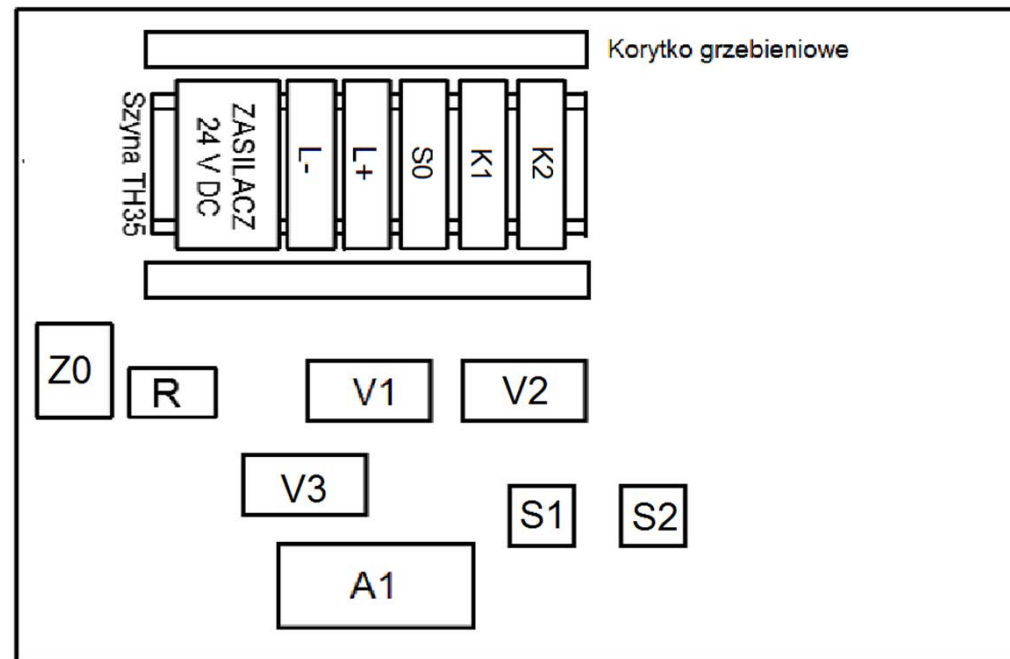 Korytko grzebieniowe
Szyna TH35
ZASILACZ
24 V DC
L-
L+
S0
K1
K2
Z0
R
V1
V2
V3
S1
S2
A1